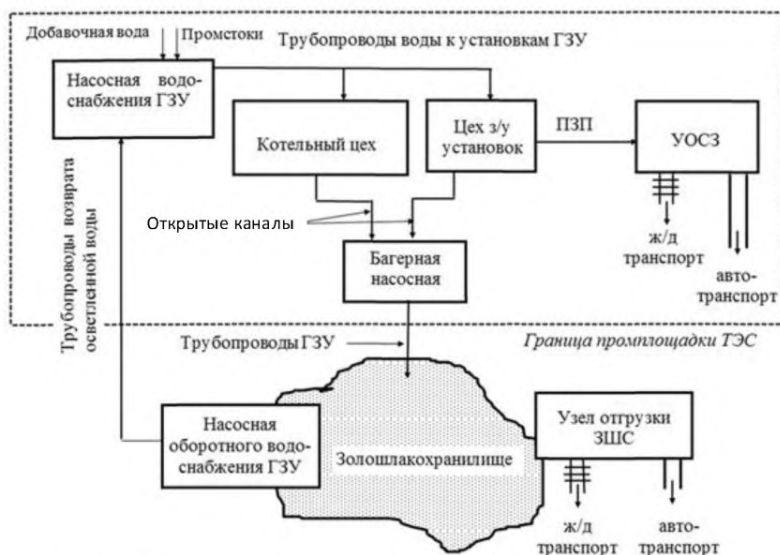 Добавочная вода
Промстоки
Трубопроводы воды к установкам ГЗУ
Насосная водо-
снабжения ГЗУ
Котельный цех
Цех з/у
установок
ПЗП
УОСЗ
Открытые каналы
ж/д
транспорт
авто-
транспорт
Багерная
насосная
Трубопроводы возврата
осветленной воды
Трубопроводы ГЗУ
Граница промплощадки ТЭС
Насосная
оборотного водо-
снабжения ГЗУ
Золошлакохранилище
Узел отгрузки
ЗШС
ж/д
транспорт
авто-
транспорт